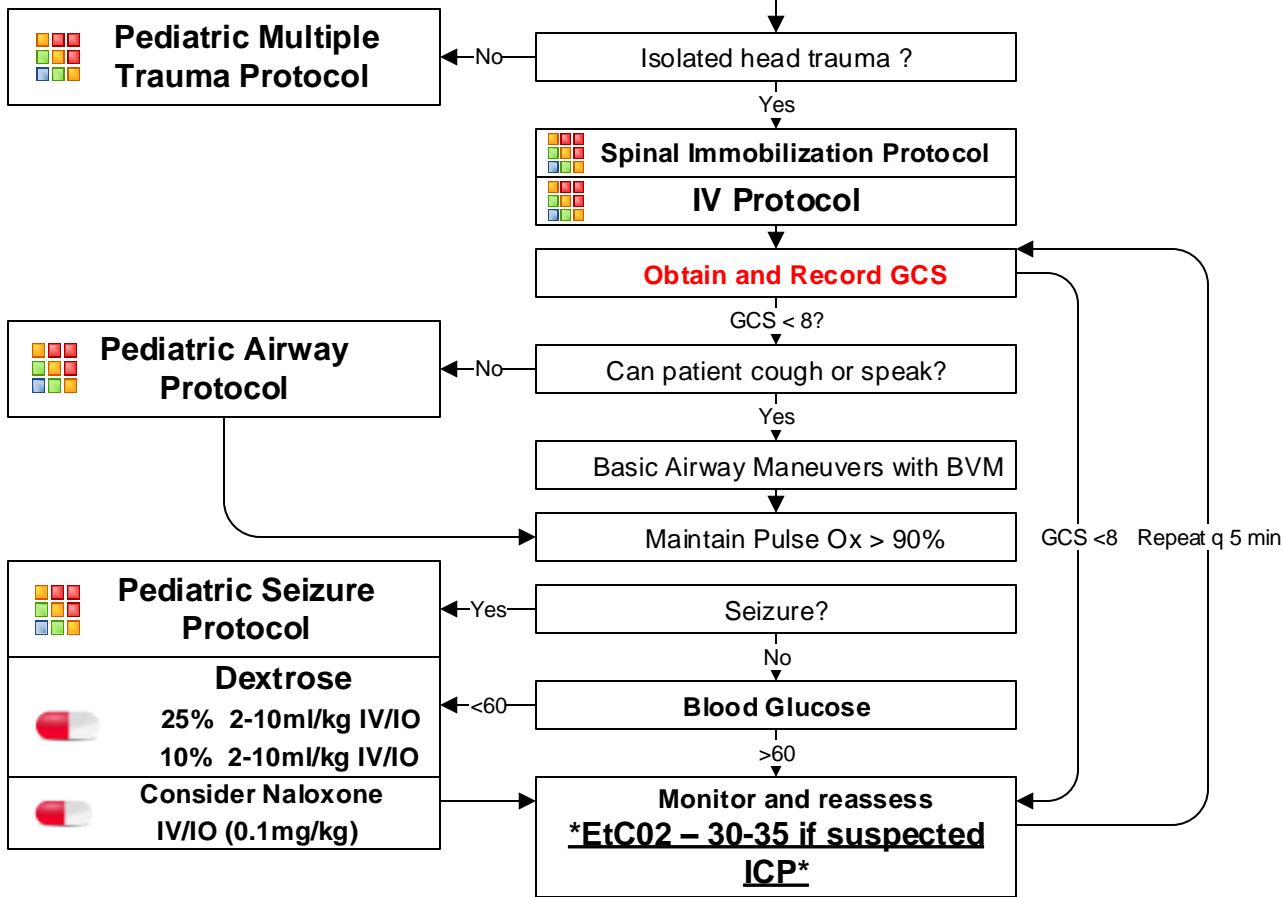 Pediatric Multiple
Trauma Protocol
No
Isolated head trauma ?
Yes
Spinal Immobilization Protocol
IV Protocol
Obtain and Record GCS
GCS < 8?
Pediatric Airway
Protocol
No
Can patient cough or speak?
Yes
Basic Airway Maneuvers with BVM
Maintain Pulse Ox > 90%
GCS <8
Repeat q 5 min
Pediatric Seizure
Protocol
Yes
Seizure?
No
Dextrose
25% 2-10ml/kg IV/IO
10% 2-10ml/kg IV/IO
<60
Blood Glucose
>60
Consider Naloxone
IV/IO (0.1mg/kg)
Monitor and reassess
*EtC02 – 30-35 if suspected
ICP*